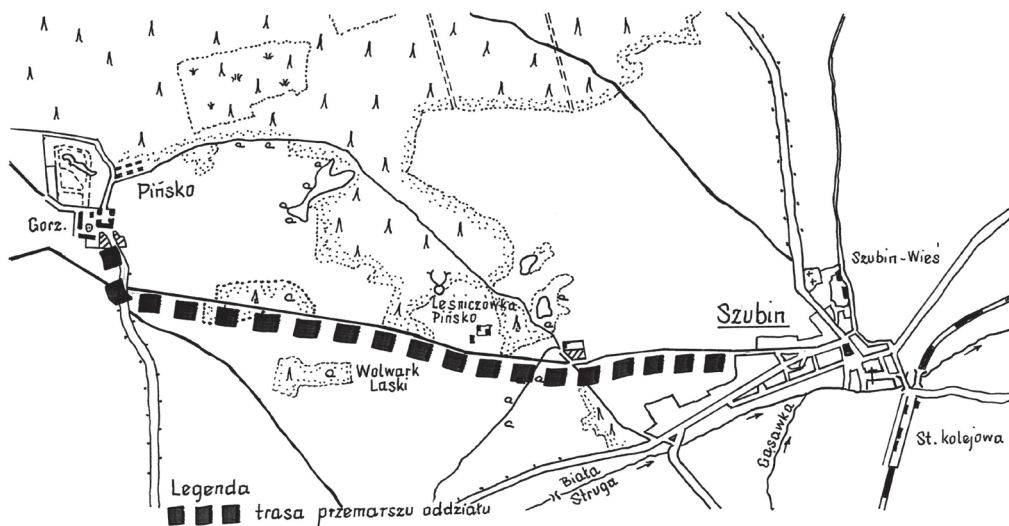 Pińsko
Gorz.
Szubin-Wieś
Leśniczówka
Pińsko
Szubin
Wolwark
Laski
Gąsawka
St. kolejowa
Biała
Struga
Legenda
trasa przemarszu oddziału